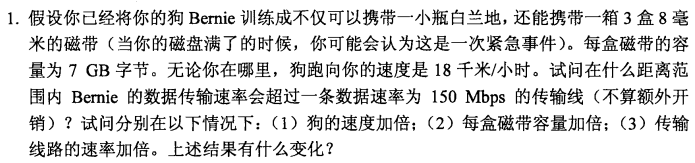 1. 假设你已经将你的狗 Bernie 训练成不仅可以携带一小瓶白兰地，还能携带一箱 3 盒 8 毫
米的磁带（当你的磁盘满了的时候，你可能会认为这是一次紧急事件）。每盒磁带的容
量为 7 GB 字节。无论你在哪里，狗跑向你的速度是 18 千米/小时。试问在什么距离范
围内 Bernie 的数据传输速率会超过一条数据速率为 150 Mbps 的传输线（不算额外开
销）？试问分别在以下情况下：（1）狗的速度加倍；（2）每盒磁带容量加倍；（3）传输
线路的速率加倍。上述结果有什么变化？